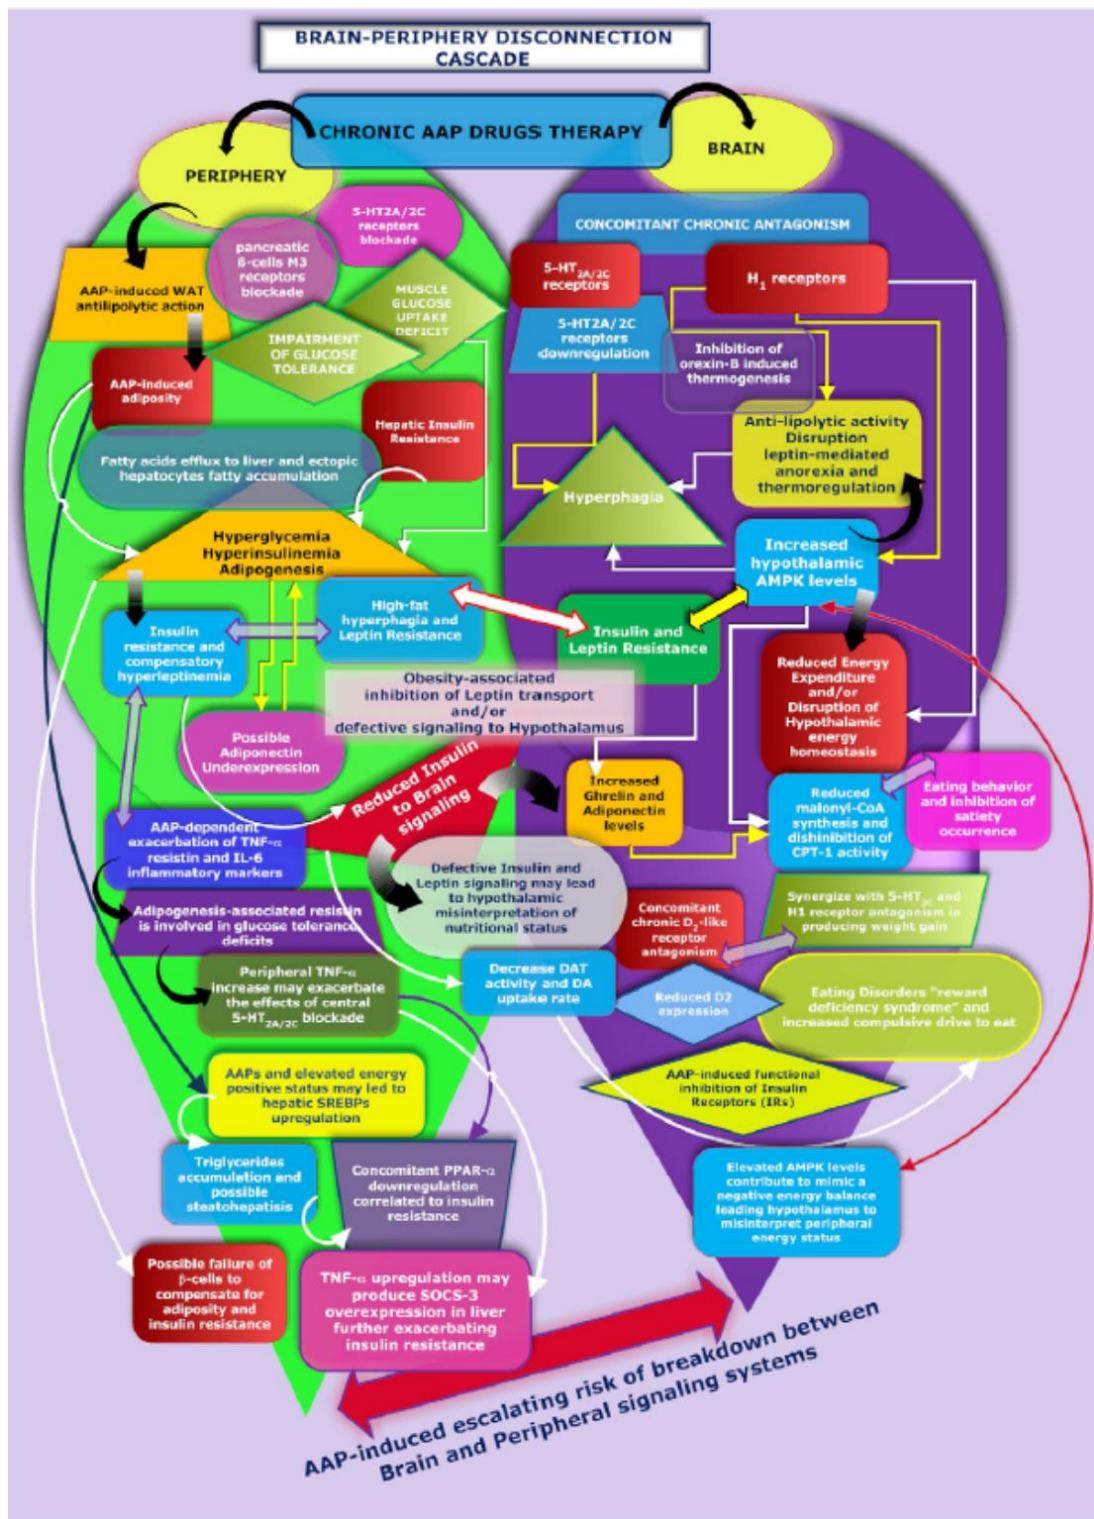 BRAIN-PERIPHERY DISCONNECTION
CASCADE
CHRONIC AAP DRUGS THERAPY
PERIPHERY
BRAIN
5-HT2A/2C
receptors
blockade
pancreatic
ß-cells M3
receptors
blockade
AAP-induced WAT
antilipolytic action
MUSCLE
GLUCOSE
UPTAKE
DEFICIT
IMPAIRMENT
OF GLUCOSE
TOLERANCE
AAP-induced
adiposity
Hepatic Insulin
Resistance
Fatty acids efflux to liver and ectopic
hepatocytes fatty accumulation
Hyperglycemia
Hyperinsulinemia
Adipogenesis
Insulin
resistance and
compensatory
hyperleptinemia
High-fat
hyperphagia and
Leptin Resistance
Possible
Adiponectin
Underexpression
CONCOMITANT CHRONIC ANTAGONISM
5-HT2A/2C
receptors
H1 receptors
5-HT2A/2C
receptors
downregulation
Inhibition of
orexin-B induced
thermogenesis
Anti-lipolytic activity
Disruption
leptin-mediated
anorexia and
thermoregulation
Hyperphagia
Increased
hypothalamic
AMPK levels
Insulin and
Leptin Resistance
Reduced Energy
Expenditure
and/or
Disruption of
Hypothalamic
energy
homeostasis
Obesity-associated
inhibition of Leptin transport
and/or
defective signaling to Hypothalamus
Reduced Insulin
to Brain
signaling
Increased
Ghrelin and
Adiponectin
levels
Reduced
malonyl-CoA
synthesis and
dishinibition of
CPT-1 activity
Eating behavior
and inhibition of
satiety
occurrence
AAP-dependent
exacerbation of TNF-α
resistin and IL-6
inflammatory markers
Defective Insulin and
Leptin signaling may lead
to hypothalamic
misinterpretation of
nutritional status
Adipogenesis-associated resistin
is involved in glucose tolerance
deficits
Concomitant
chronic D2-like
receptor
antagonism
Synergize with 5-HT2C and
H1 receptor antagonism in
producing weight gain
Peripheral TNF-α
increase may exacerbate
the effects of central
5-HT2A/2C blockade
Decrease DAT
activity and DA
uptake rate
Reduced D2
expression
Eating Disorders "reward
deficiency syndrome" and
increased compulsive drive to eat
AAPs and elevated energy
positive status may led to
hepatic SREBPs
upregulation
AAP-induced functional
inhibition of Insulin
Receptors (IRs)
Triglycerides
accumulation and
possible
steatohepatisis
Concomitant PPAR-α
downregulation
correlated to insulin
resistance
Elevated AMPK levels
contribute to mimic a
negative energy balance
leading hypothalamus to
misinterpret peripheral
energy status
Possible failure of
β-cells to
compensate for
adiposity and
insulin resistance
TNF-α upregulation may
produce SOCS-3
overexpression in liver
further exacerbating
insulin resistance
AAP-induced escalating risk of breakdown between
Brain and Peripheral signaling systems